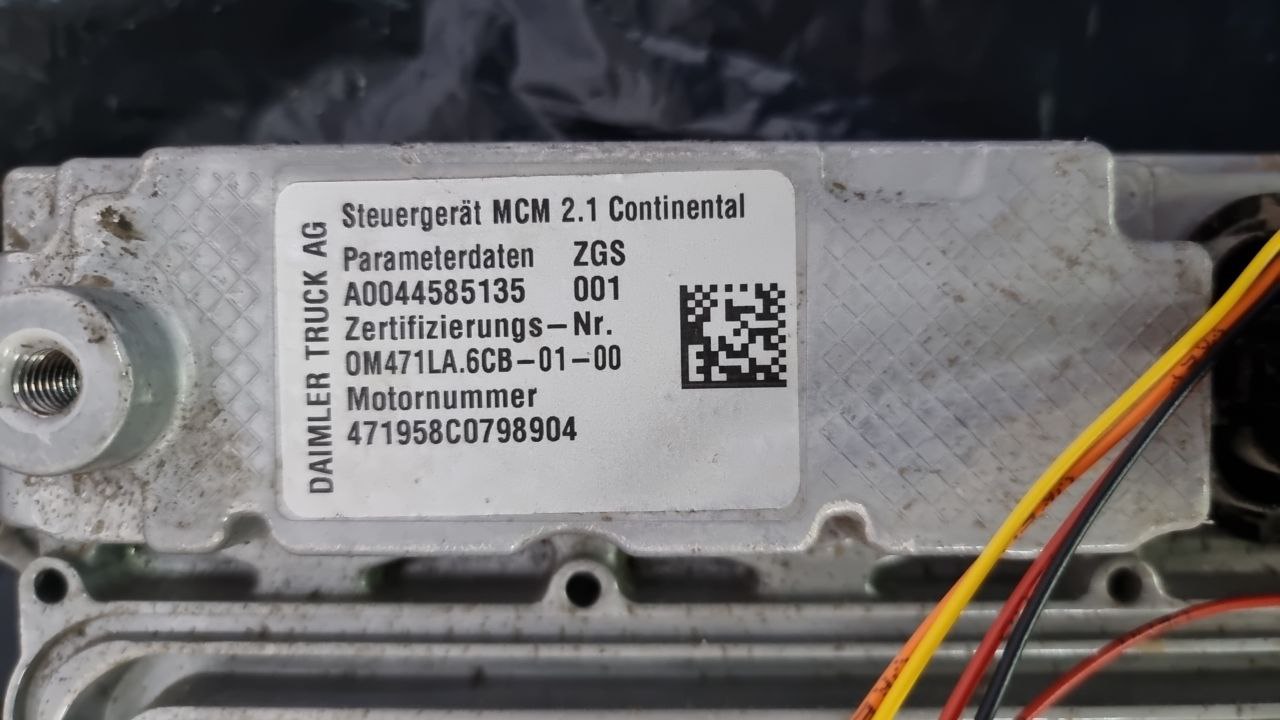 DAIMLER TRUCK AG
Steuergerät MCM 2.1 Continental
Parameterdaten ZGS
A0044585135 001
Zertifizierungs-Nr.
OM471LA.6CB-01-00
Motornummer
471958C0798904